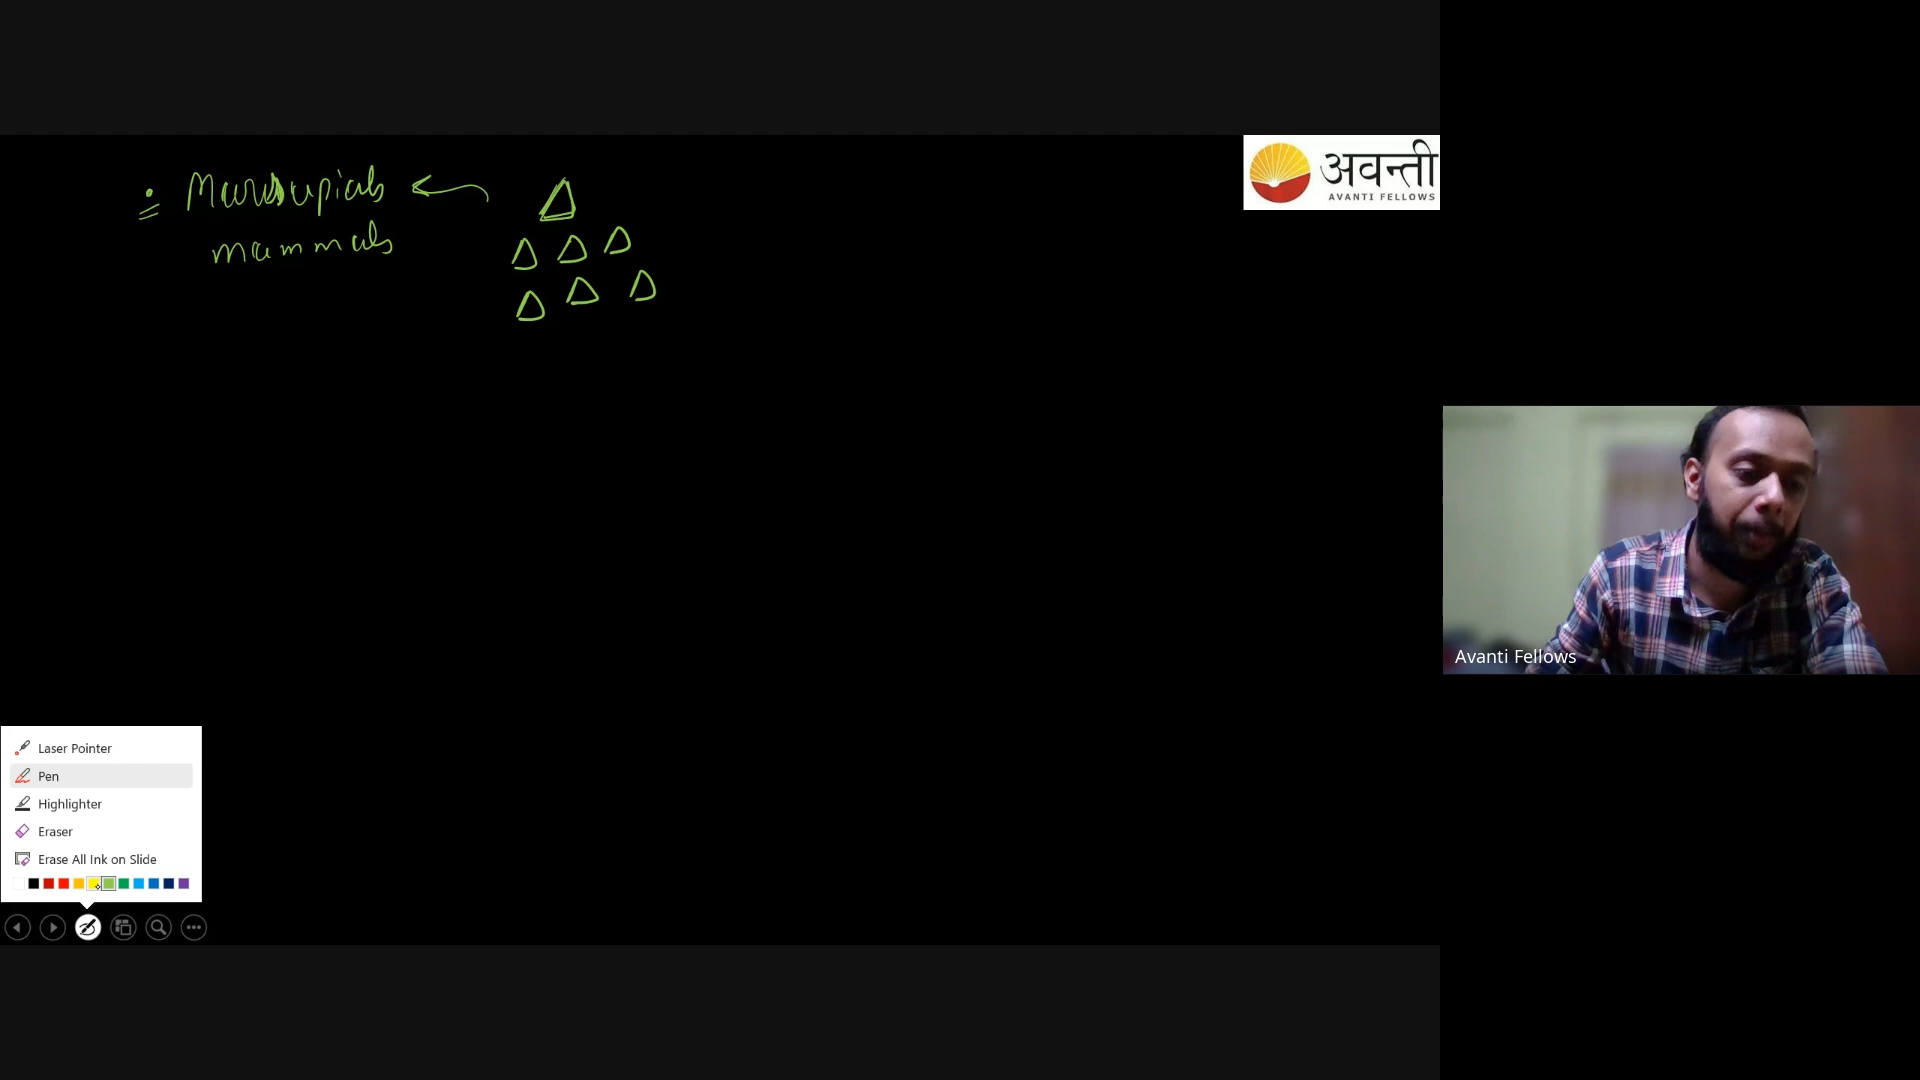 Marsupials
mammals
अवन्ती
AVANTI FELLOWS
Avanti Fellows
Laser Pointer
Pen
Highlighter
Eraser
Erase All Ink on Slide